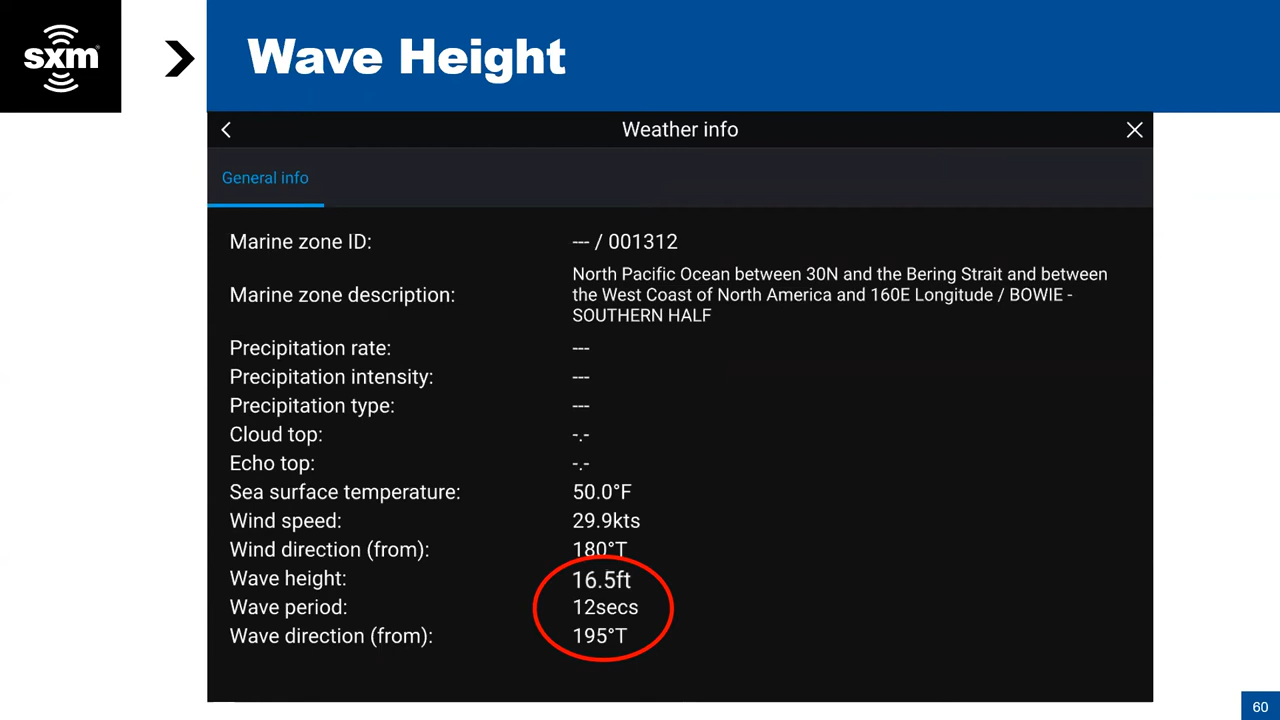 sxm
Wave Height
Weather info
General info
Marine zone ID: --- / 001312
Marine zone description: North Pacific Ocean between 30N and the Bering Strait and between
the West Coast of North America and 160E Longitude / BOWIE -
SOUTHERN HALF
Precipitation rate: ---
Precipitation intensity: ---
Precipitation type: ---
Cloud top: -.-
Echo top: -.-
Sea surface temperature: 50.0°F
Wind speed: 29.9kts
Wind direction (from): 180°T
Wave height: 16.5ft
Wave period: 12secs
Wave direction (from): 195°T
60